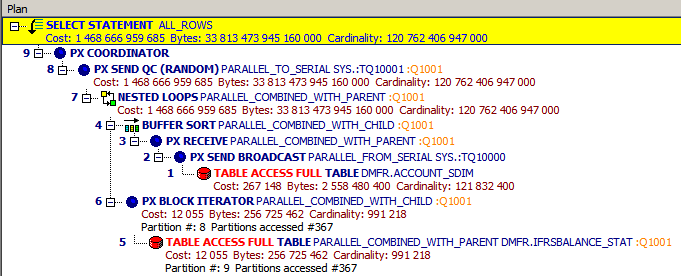 Plan
SELECT STATEMENT ALL_ROWS
Cost: 1 468 666 959 685 Bytes: 33 813 473 945 160 000 Cardinality: 120 762 406 947 000
9 PX COORDINATOR
8 PX SEND QC (RANDOM) PARALLEL_TO_SERIAL SYS.:TQ10001 :Q1001
Cost: 1 468 666 959 685 Bytes: 33 813 473 945 160 000 Cardinality: 120 762 406 947 000
7 NESTED LOOPS PARALLEL_COMBINED_WITH_PARENT :Q1001
Cost: 1 468 666 959 685 Bytes: 33 813 473 945 160 000 Cardinality: 120 762 406 947 000
4 BUFFER SORT PARALLEL_COMBINED_WITH_CHILD :Q1001
3 PX RECEIVE PARALLEL_COMBINED_WITH_PARENT :Q1001
2 PX SEND BROADCAST PARALLEL_FROM_SERIAL SYS.:TQ10000
1 TABLE ACCESS FULL TABLE DMFR.ACCOUNT_SDIM
Cost: 267 148 Bytes: 2 558 480 400 Cardinality: 121 832 400
6 PX BLOCK ITERATOR PARALLEL_COMBINED_WITH_CHILD :Q1001
Cost: 12 055 Bytes: 256 725 462 Cardinality: 991 218
Partition #: 8 Partitions accessed #367
5 TABLE ACCESS FULL TABLE PARALLEL_COMBINED_WITH_PARENT DMFR.IFRSBALANCE_STAT :Q1001
Cost: 12 055 Bytes: 256 725 462 Cardinality: 991 218
Partition #: 9 Partitions accessed #367